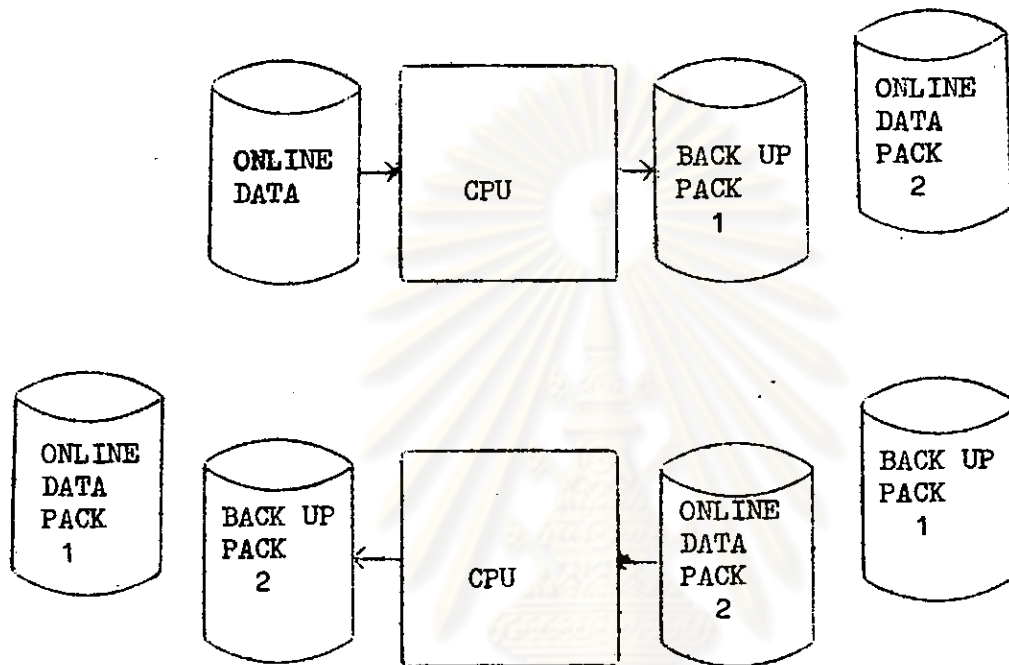 ONLINE
DATA
CPU
BACK UP
PACK
1
ONLINE
DATA
PACK
2
ONLINE
DATA
PACK
1
BACK UP
PACK
2
CPU
ONLINE
DATA
PACK
2
BACK UP
PACK
1